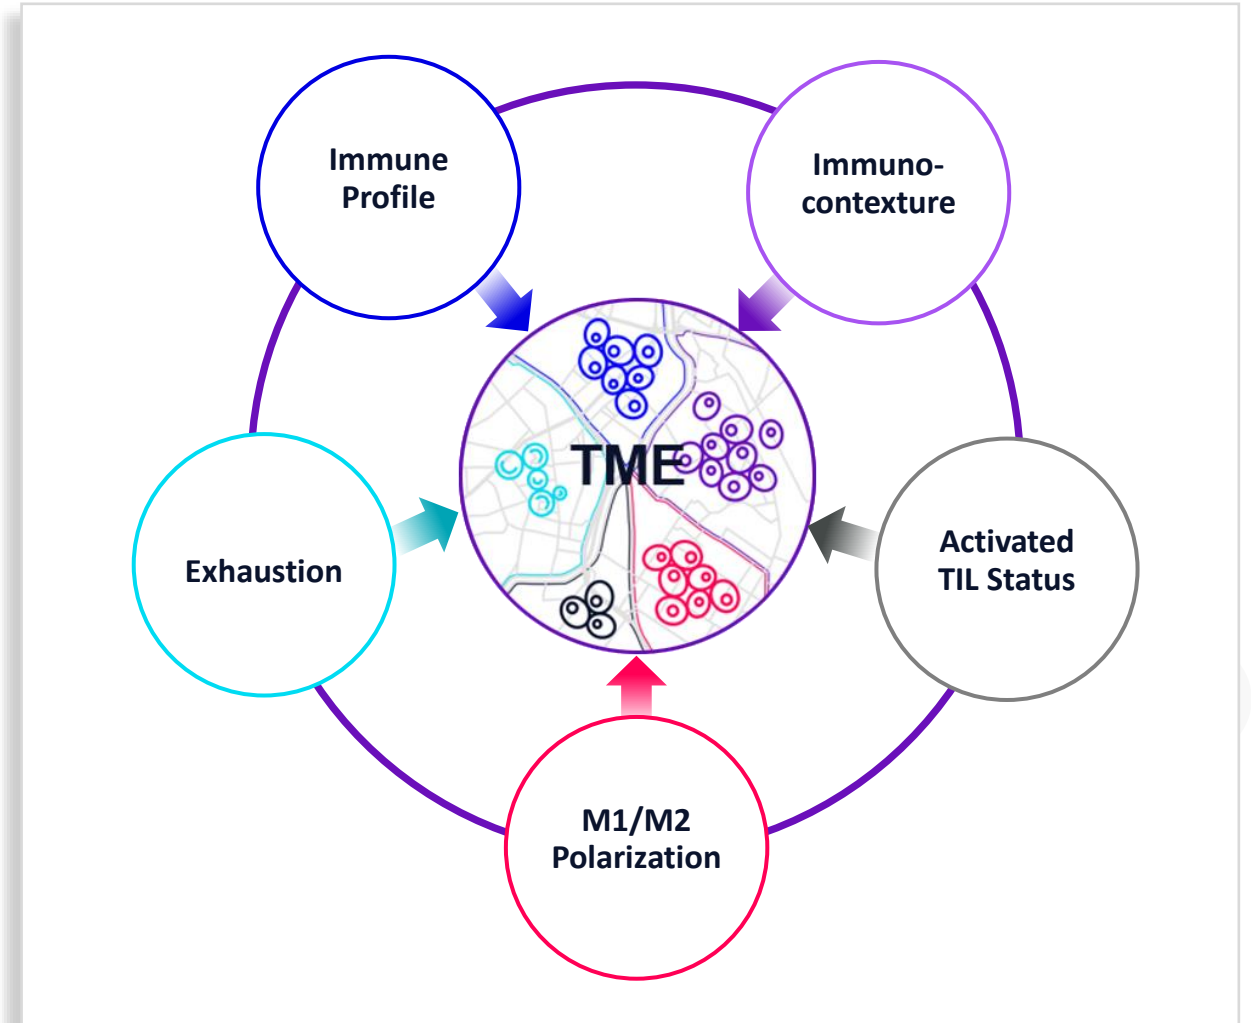 Immune
Profile
Immuno-
contexture
TME
Exhaustion
Activated
TIL Status
M1/M2
Polarization